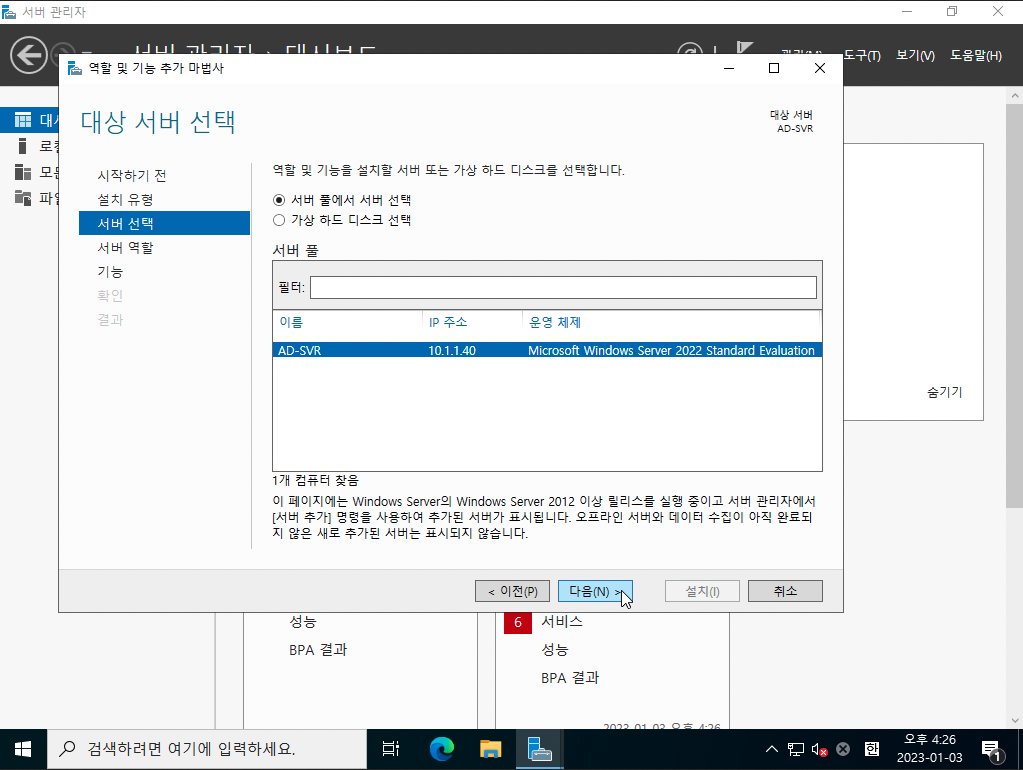 서버 관리자
서버 관리자 › 대시보드
도구(T) 보기(V) 도움말(H)
역할 및 기능 추가 마법사
대상 서버 선택
대상 서버
AD-SVR
시작하기 전
설치 유형
서버 선택
서버 역할
기능
확인
결과
역할 및 기능을 설치할 서버 또는 가상 하드 디스크를 선택합니다.
서버 풀에서 서버 선택
가상 하드 디스크 선택
서버 풀
필터:
이름 IP 주소 운영 체제
AD-SVR 10.1.1.40 Microsoft Windows Server 2022 Standard Evaluation
1개 컴퓨터 찾음
이 페이지에는 Windows Server의 Windows Server 2012 이상 릴리스를 실행 중이고 서버 관리자에서
[서버 추가] 명령을 사용하여 추가된 서버가 표시됩니다. 오프라인 서버와 데이터 수집이 아직 완료되
지 않은 새로 추가된 서버는 표시되지 않습니다.
< 이전(P) 다음(N) > 설치(I) 취소
숨기기
성능
BPA 결과
6 서비스
성능
BPA 결과
2023-01-03 오후 4:26
검색하려면 여기에 입력하세요.
한
오후 4:26
2023-01-03
1